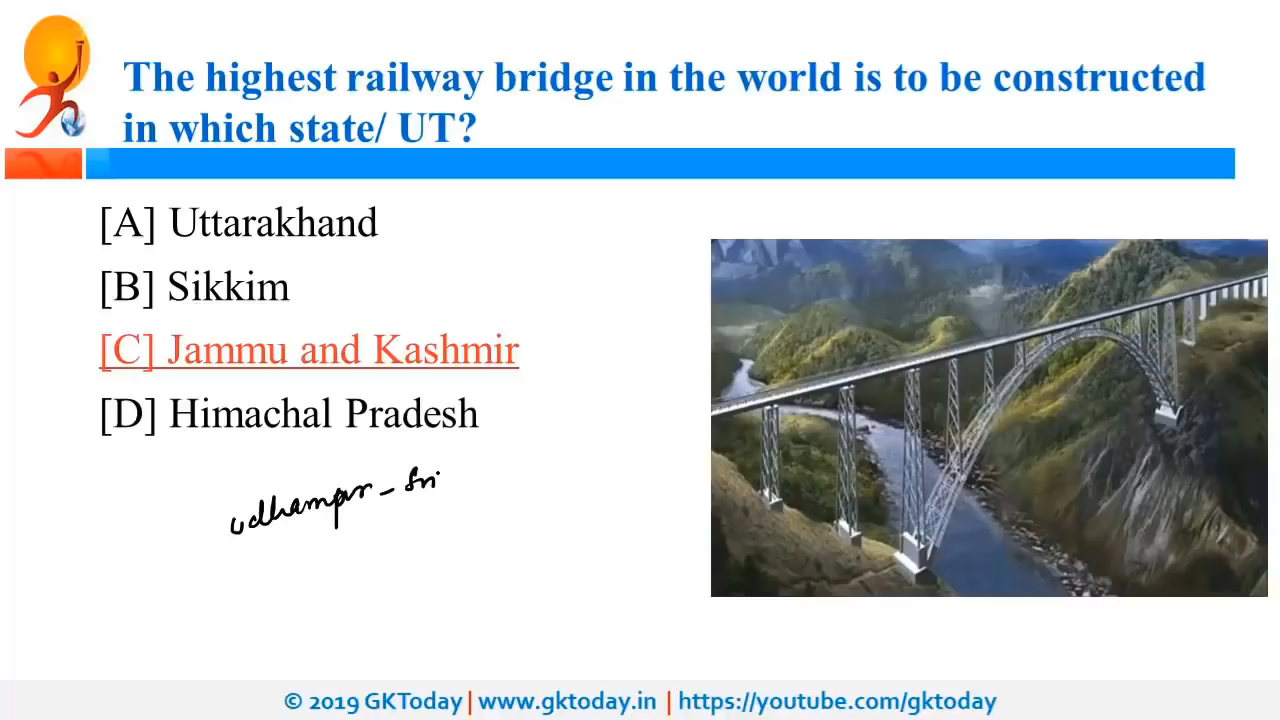 The highest railway bridge in the world is to be constructed
in which state/ UT?
[A] Uttarakhand
[B] Sikkim
[C] Jammu and Kashmir
[D] Himachal Pradesh
udhampur - Sri
© 2019 GKToday | www.gktoday.in | https://youtube.com/gktoday